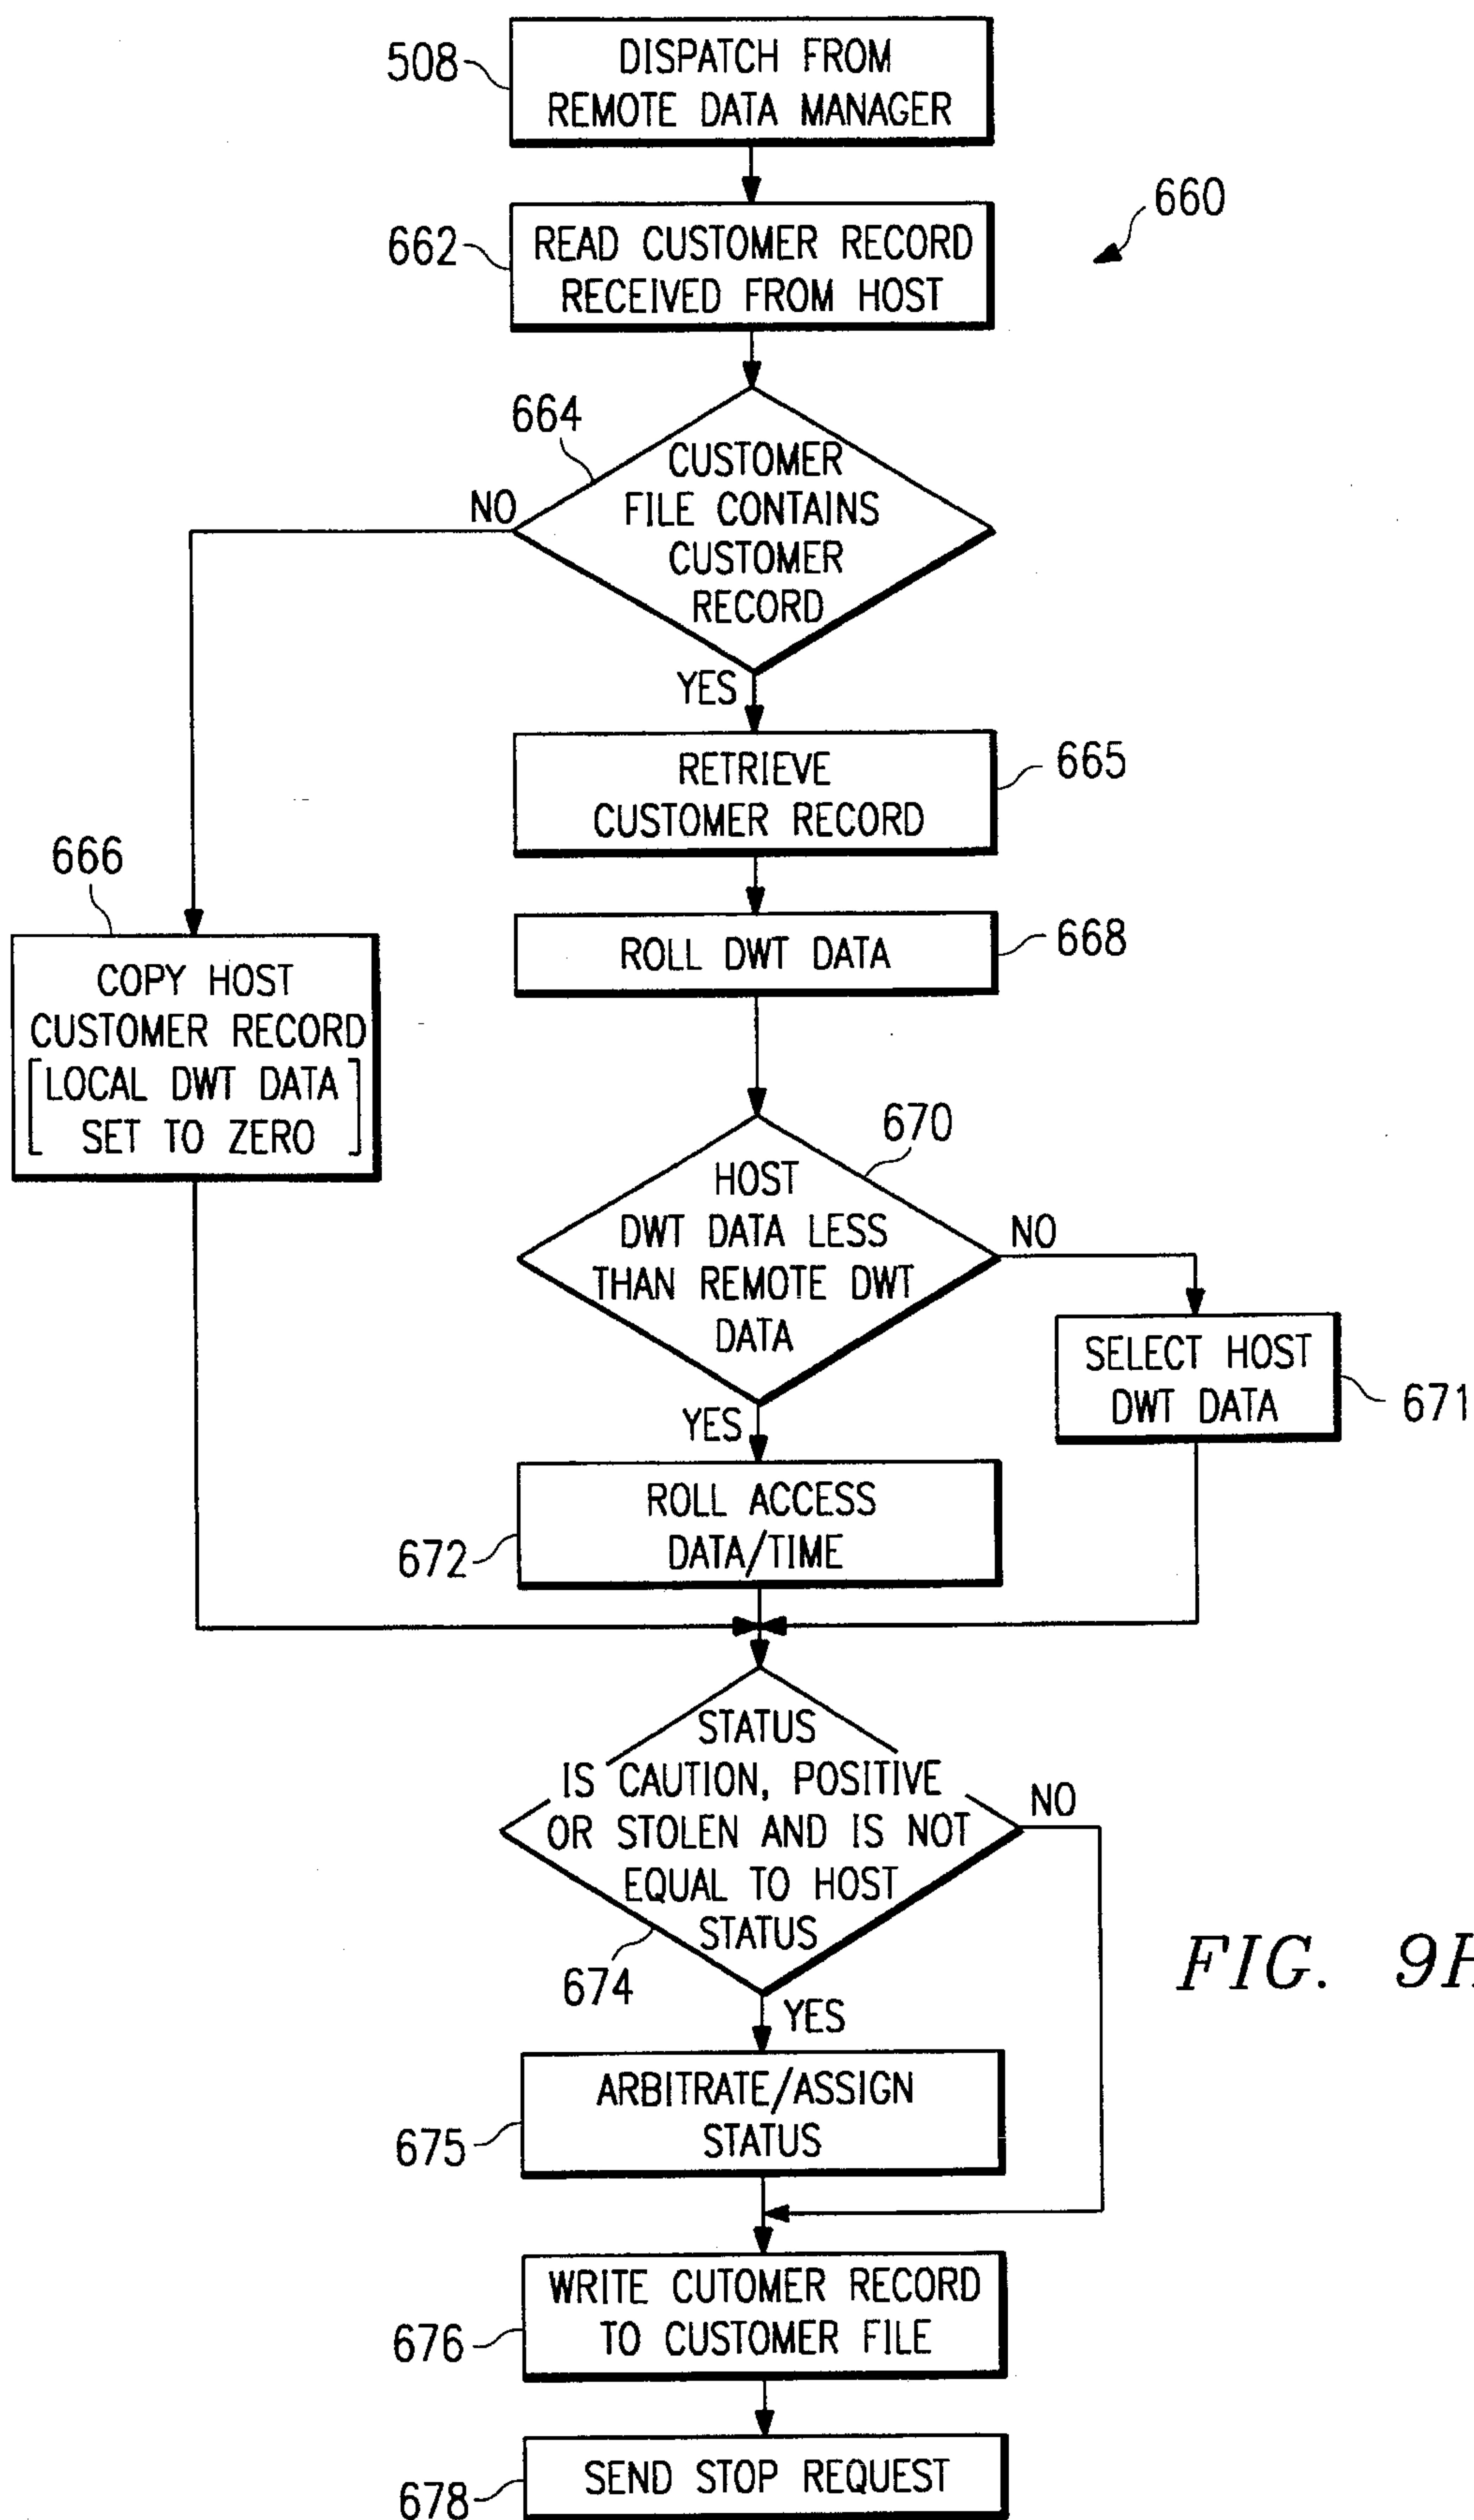 508
DISPATCH FROM
REMOTE DATA MANAGER
660
662
READ CUSTOMER RECORD
RECEIVED FROM HOST
664
CUSTOMER
FILE CONTAINS
CUSTOMER
RECORD
NO
YES
RETRIEVE
CUSTOMER RECORD
665
666
COPY HOST
CUSTOMER RECORD
[LOCAL DWT DATA
SET TO ZERO]
ROLL DWT DATA
668
670
HOST
DWT DATA LESS
THAN REMOTE DWT
DATA
NO
YES
SELECT HOST
DWT DATA
671
ROLL ACCESS
DATA/TIME
672
STATUS
IS CAUTION, POSITIVE
OR STOLEN AND IS NOT
EQUAL TO HOST
STATUS
NO
674
YES
FIG. 9H
ARBITRATE/ASSIGN
STATUS
675
WRITE CUTOMER RECORD
TO CUSTOMER FILE
676
SEND STOP REQUEST
678